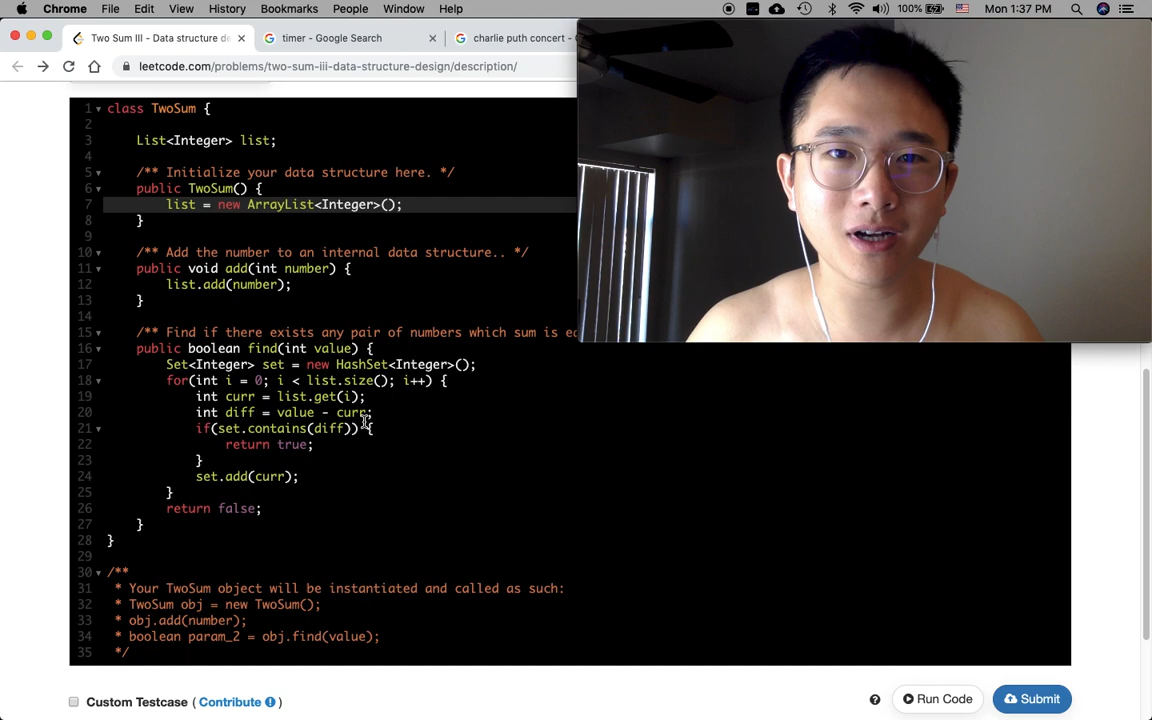 Chrome File Edit View History Bookmarks People Window Help 100% Mon 1:37 PM
Two Sum III - Data structure de timer - Google Search charlie puth concert -
leetcode.com/problems/two-sum-iii-data-structure-design/description/
1 class TwoSum {
2
3 List<Integer> list;
4
5 /** Initialize your data structure here. */
6 public TwoSum() {
7 list = new ArrayList<Integer>();
8 }
9
10 /** Add the number to an internal data structure.. */
11 public void add(int number) {
12 list.add(number);
13 }
14
15 /** Find if there exists any pair of numbers which sum is
16 public boolean find(int value) {
17 Set<Integer> set = new HashSet<Integer>();
18 for(int i = 0; i < list.size(); i++) {
19 int curr = list.get(i);
20 int diff = value - curr;
21 if(set.contains(diff)) {
22 return true;
23 }
24 set.add(curr);
25 }
26 return false;
27 }
28 }
29
30 /**
31 * Your TwoSum object will be instantiated and called as such:
32 * TwoSum obj = new TwoSum();
33 * obj.add(number);
34 * boolean param_2 = obj.find(value);
35 */
Custom Testcase ( Contribute ) ? Run Code Submit